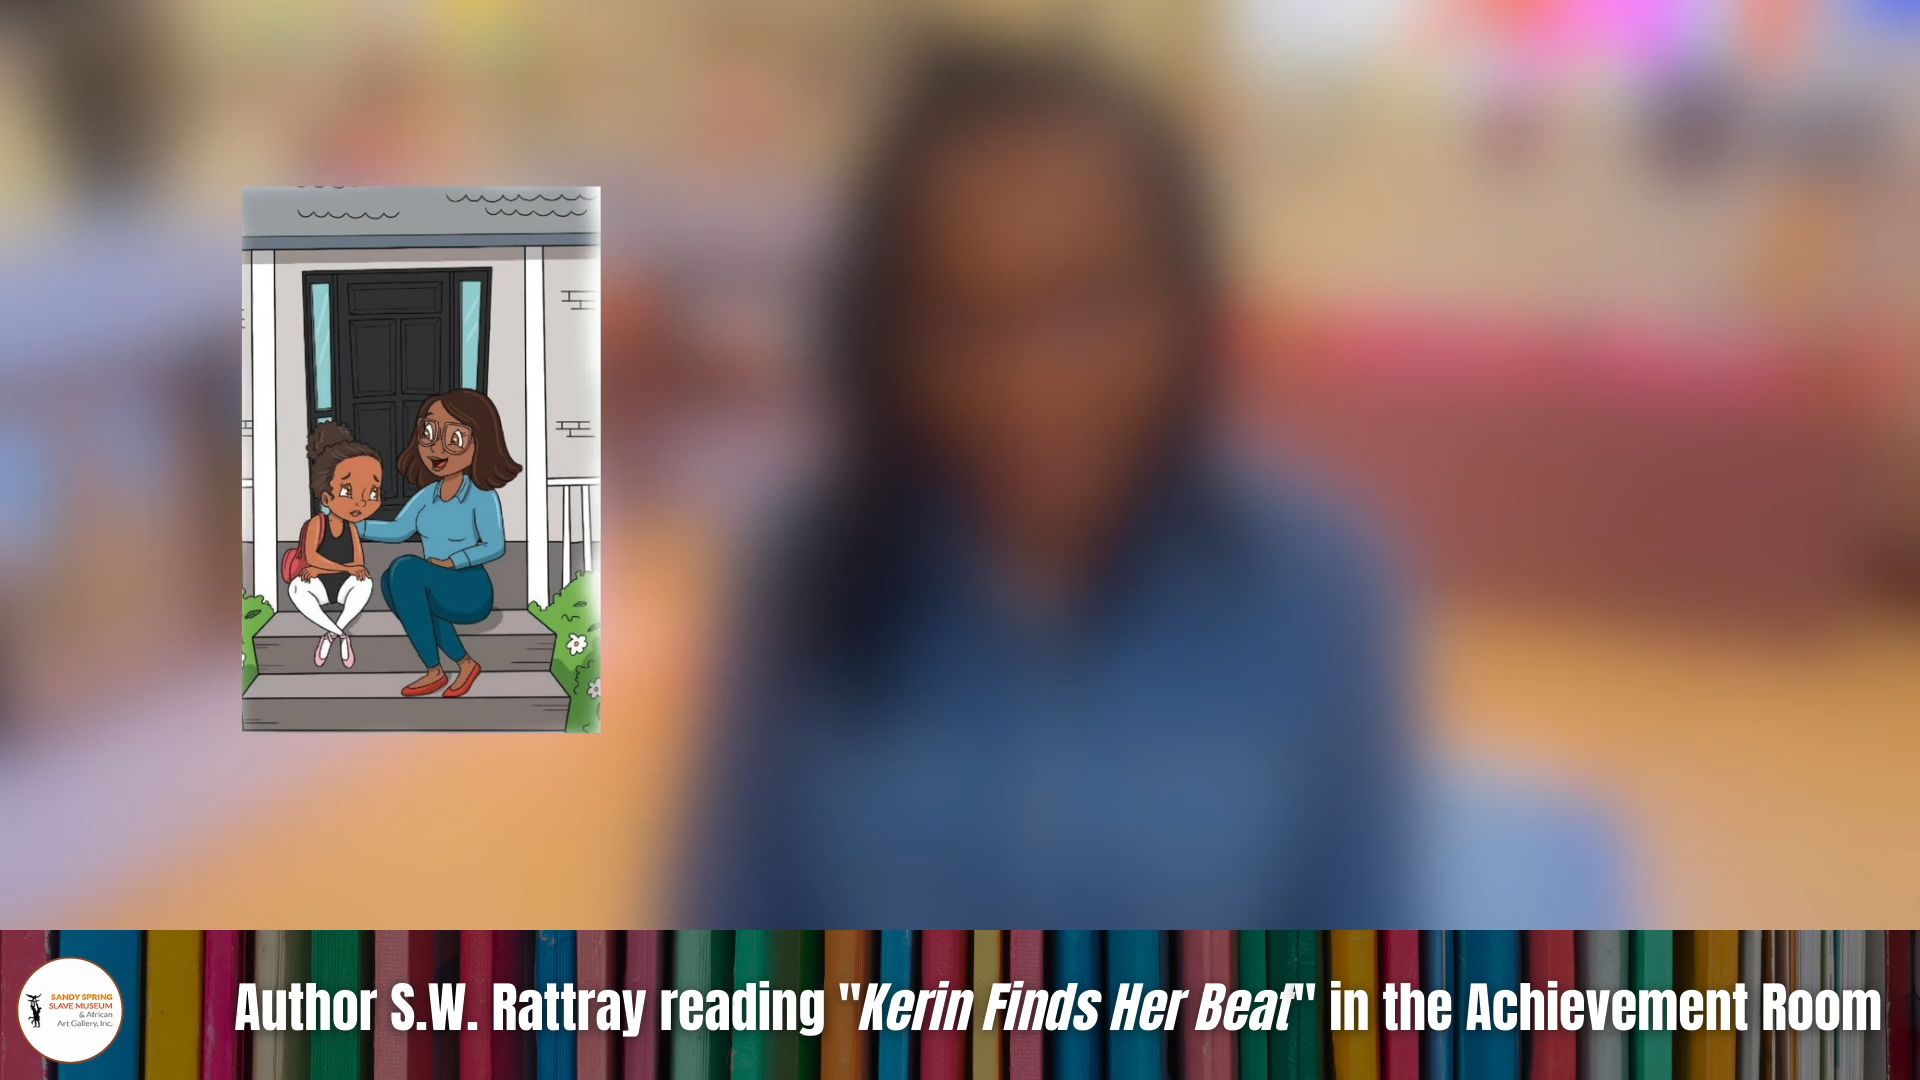 SANDY SPRING
SLAVE MUSEUM
& African
Art Gallery, Inc.
Author S.W. Rattray reading "Kerin Finds Her Beat" in the Achievement Room